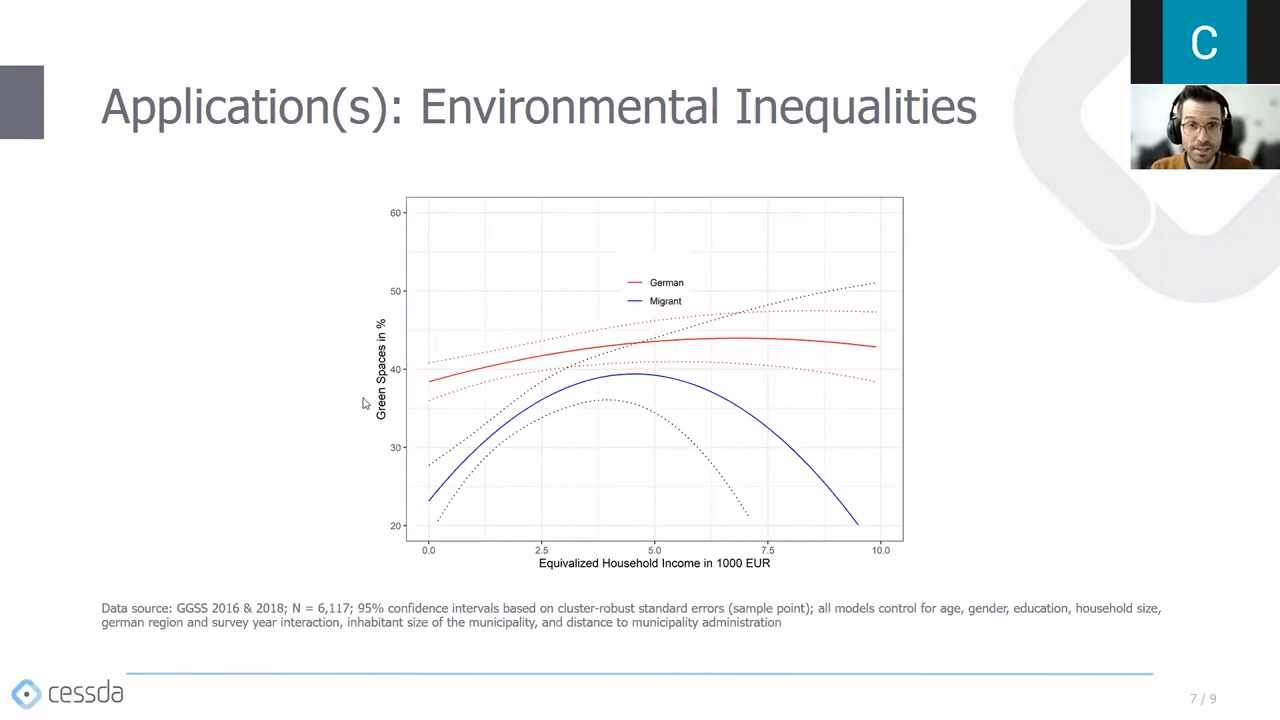 C
Application(s): Environmental Inequalities
60
50
40
30
20
Green Spaces in %
German
Migrant
0.0 2.5 5.0 7.5 10.0
Equivalized Household Income in 1000 EUR
Data source: GGSS 2016 & 2018; N = 6,117; 95% confidence intervals based on cluster-robust standard errors (sample point); all models control for age, gender, education, household size,
german region and survey year interaction, inhabitant size of the municipality, and distance to municipality administration
cessda
7 / 9